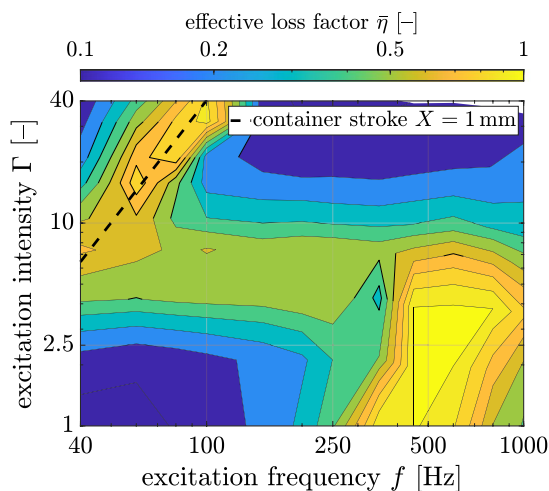 effective loss factor η̄ [–]
0.1 0.2 0.5 1
container stroke X = 1 mm
excitation intensity Γ [–]
40
10
2.5
1
40 100 250 500 1000
excitation frequency f [Hz]